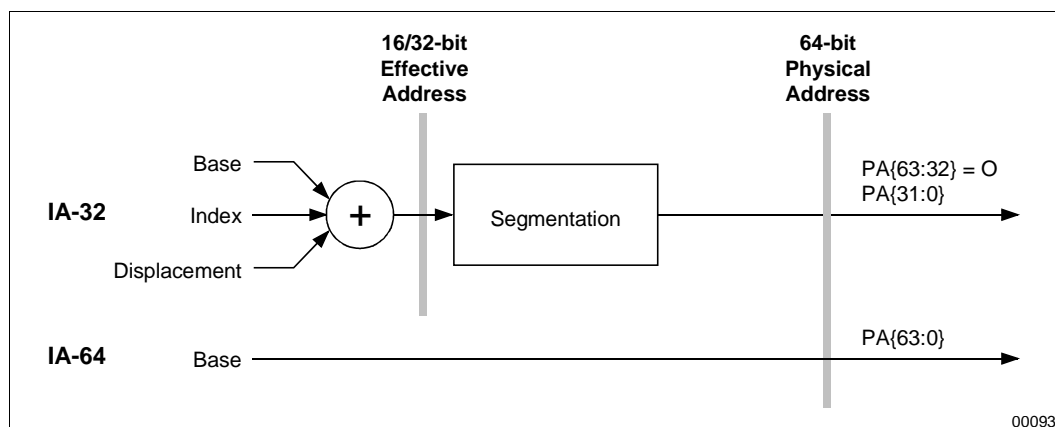 16/32-bit
Effective
Address
64-bit
Physical
Address
Base
PA{63:32} = O
PA{31:0}
IA-32
Index
+
Segmentation
Displacement
PA{63:0}
IA-64
Base
00093